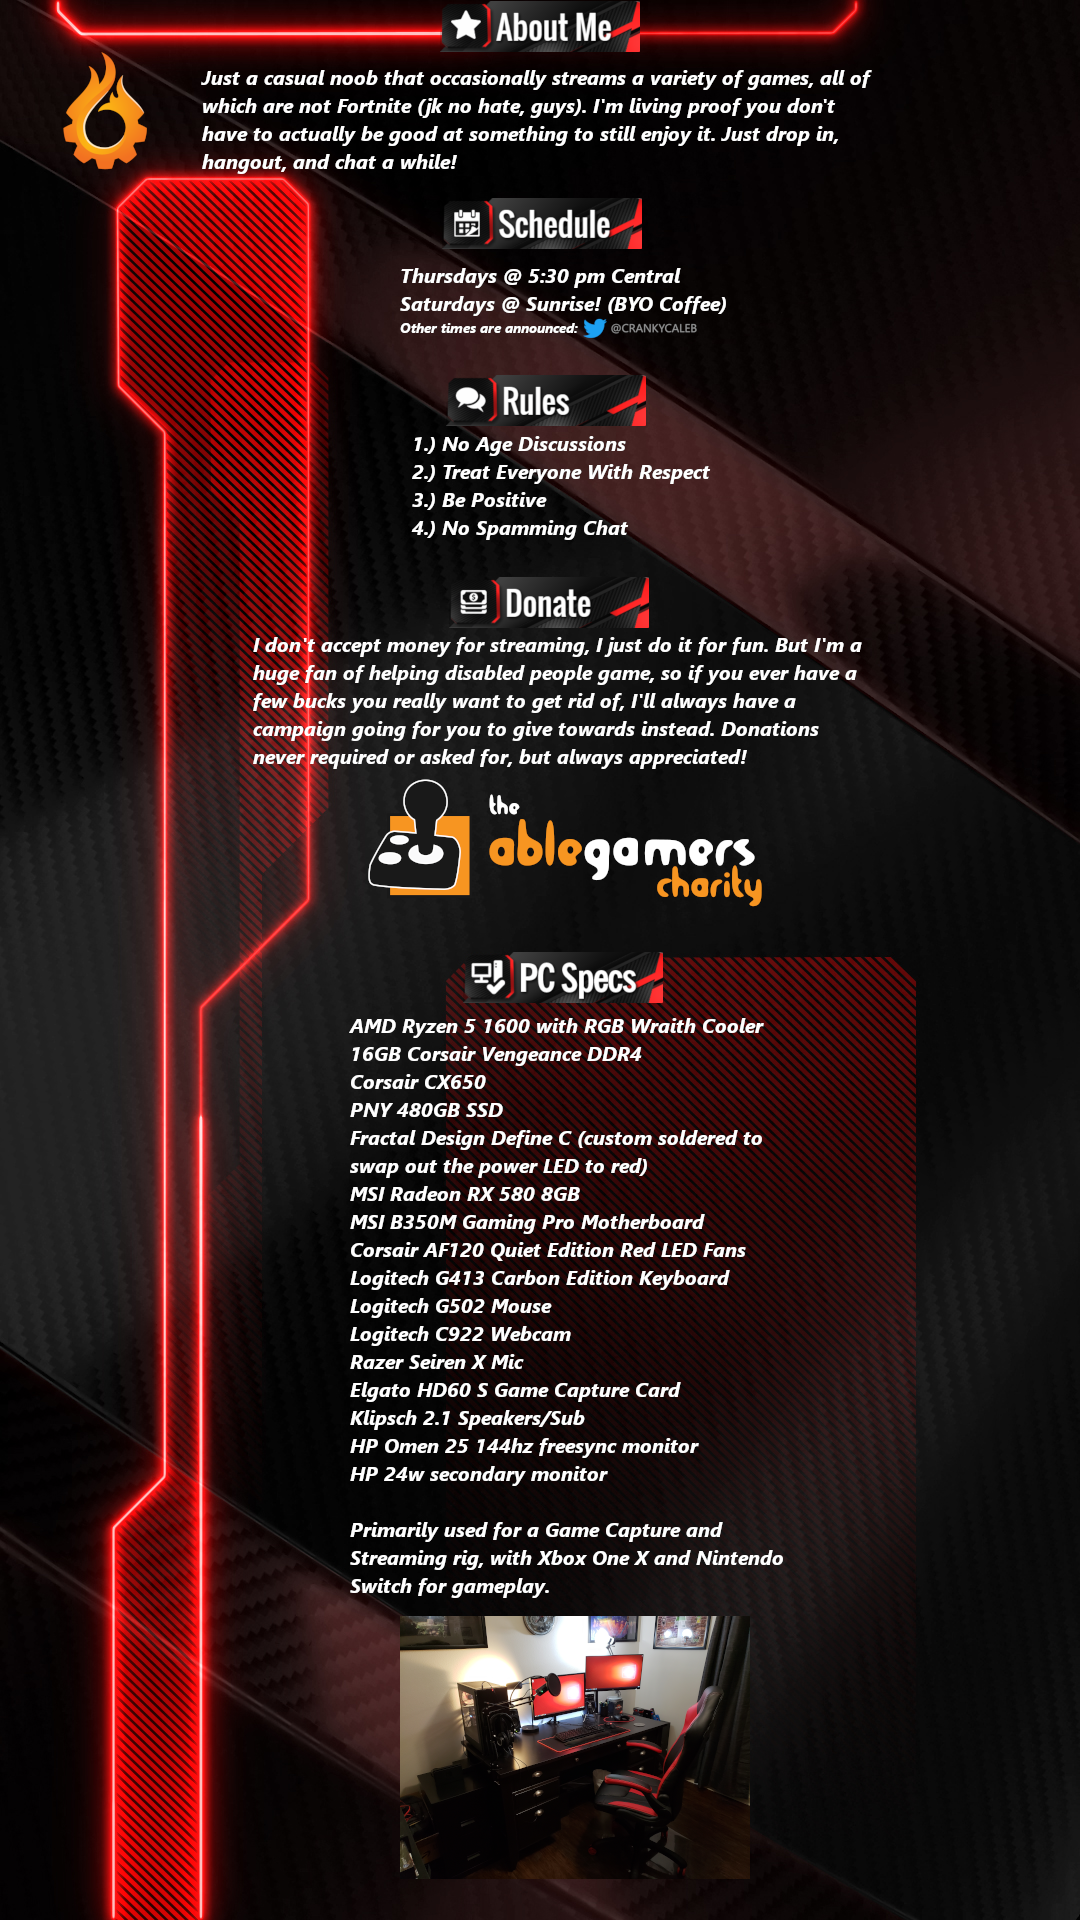 About Me
Just a casual noob that occasionally streams a variety of games, all of
which are not Fortnite (jk no hate, guys). I'm living proof you don't
have to actually be good at something to still enjoy it. Just drop in,
hangout, and chat a while!
Schedule
Thursdays @ 5:30 pm Central
Saturdays @ Sunrise! (BYO Coffee)
Other times are announced: @CRANKYCALEB
Rules
1.) No Age Discussions
2.) Treat Everyone With Respect
3.) Be Positive
4.) No Spamming Chat
Donate
I don't accept money for streaming, I just do it for fun. But I'm a
huge fan of helping disabled people game, so if you ever have a
few bucks you really want to get rid of, I'll always have a
campaign going for you to give towards instead. Donations
never required or asked for, but always appreciated!
the
ablegamers
charity
PC Specs
AMD Ryzen 5 1600 with RGB Wraith Cooler
16GB Corsair Vengeance DDR4
Corsair CX650
PNY 480GB SSD
Fractal Design Define C (custom soldered to
swap out the power LED to red)
MSI Radeon RX 580 8GB
MSI B350M Gaming Pro Motherboard
Corsair AF120 Quiet Edition Red LED Fans
Logitech G413 Carbon Edition Keyboard
Logitech G502 Mouse
Logitech C922 Webcam
Razer Seiren X Mic
Elgato HD60 S Game Capture Card
Klipsch 2.1 Speakers/Sub
HP Omen 25 144hz freesync monitor
HP 24w secondary monitor
Primarily used for a Game Capture and
Streaming rig, with Xbox One X and Nintendo
Switch for gameplay.